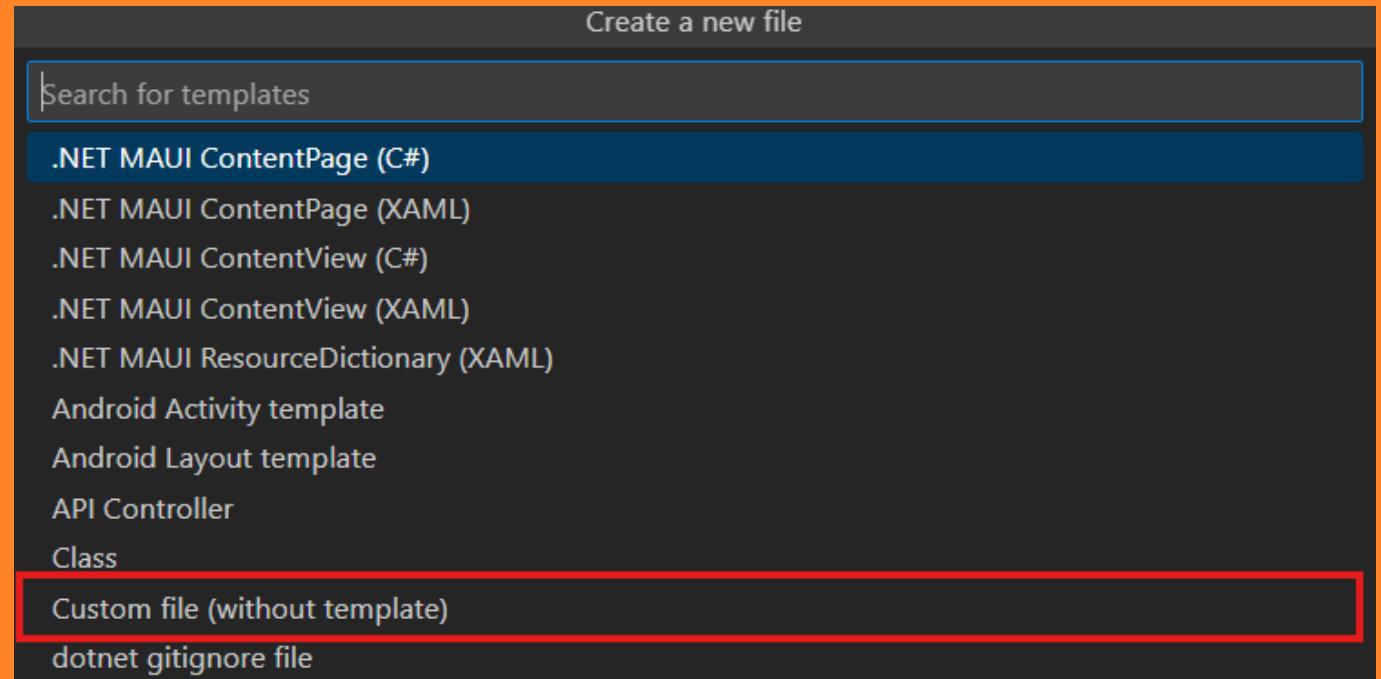 Create a new file
Search for templates
.NET MAUI ContentPage (C#)
.NET MAUI ContentPage (XAML)
.NET MAUI ContentView (C#)
.NET MAUI ContentView (XAML)
.NET MAUI ResourceDictionary (XAML)
Android Activity template
Android Layout template
API Controller
Class
Custom file (without template)
dotnet gitignore file